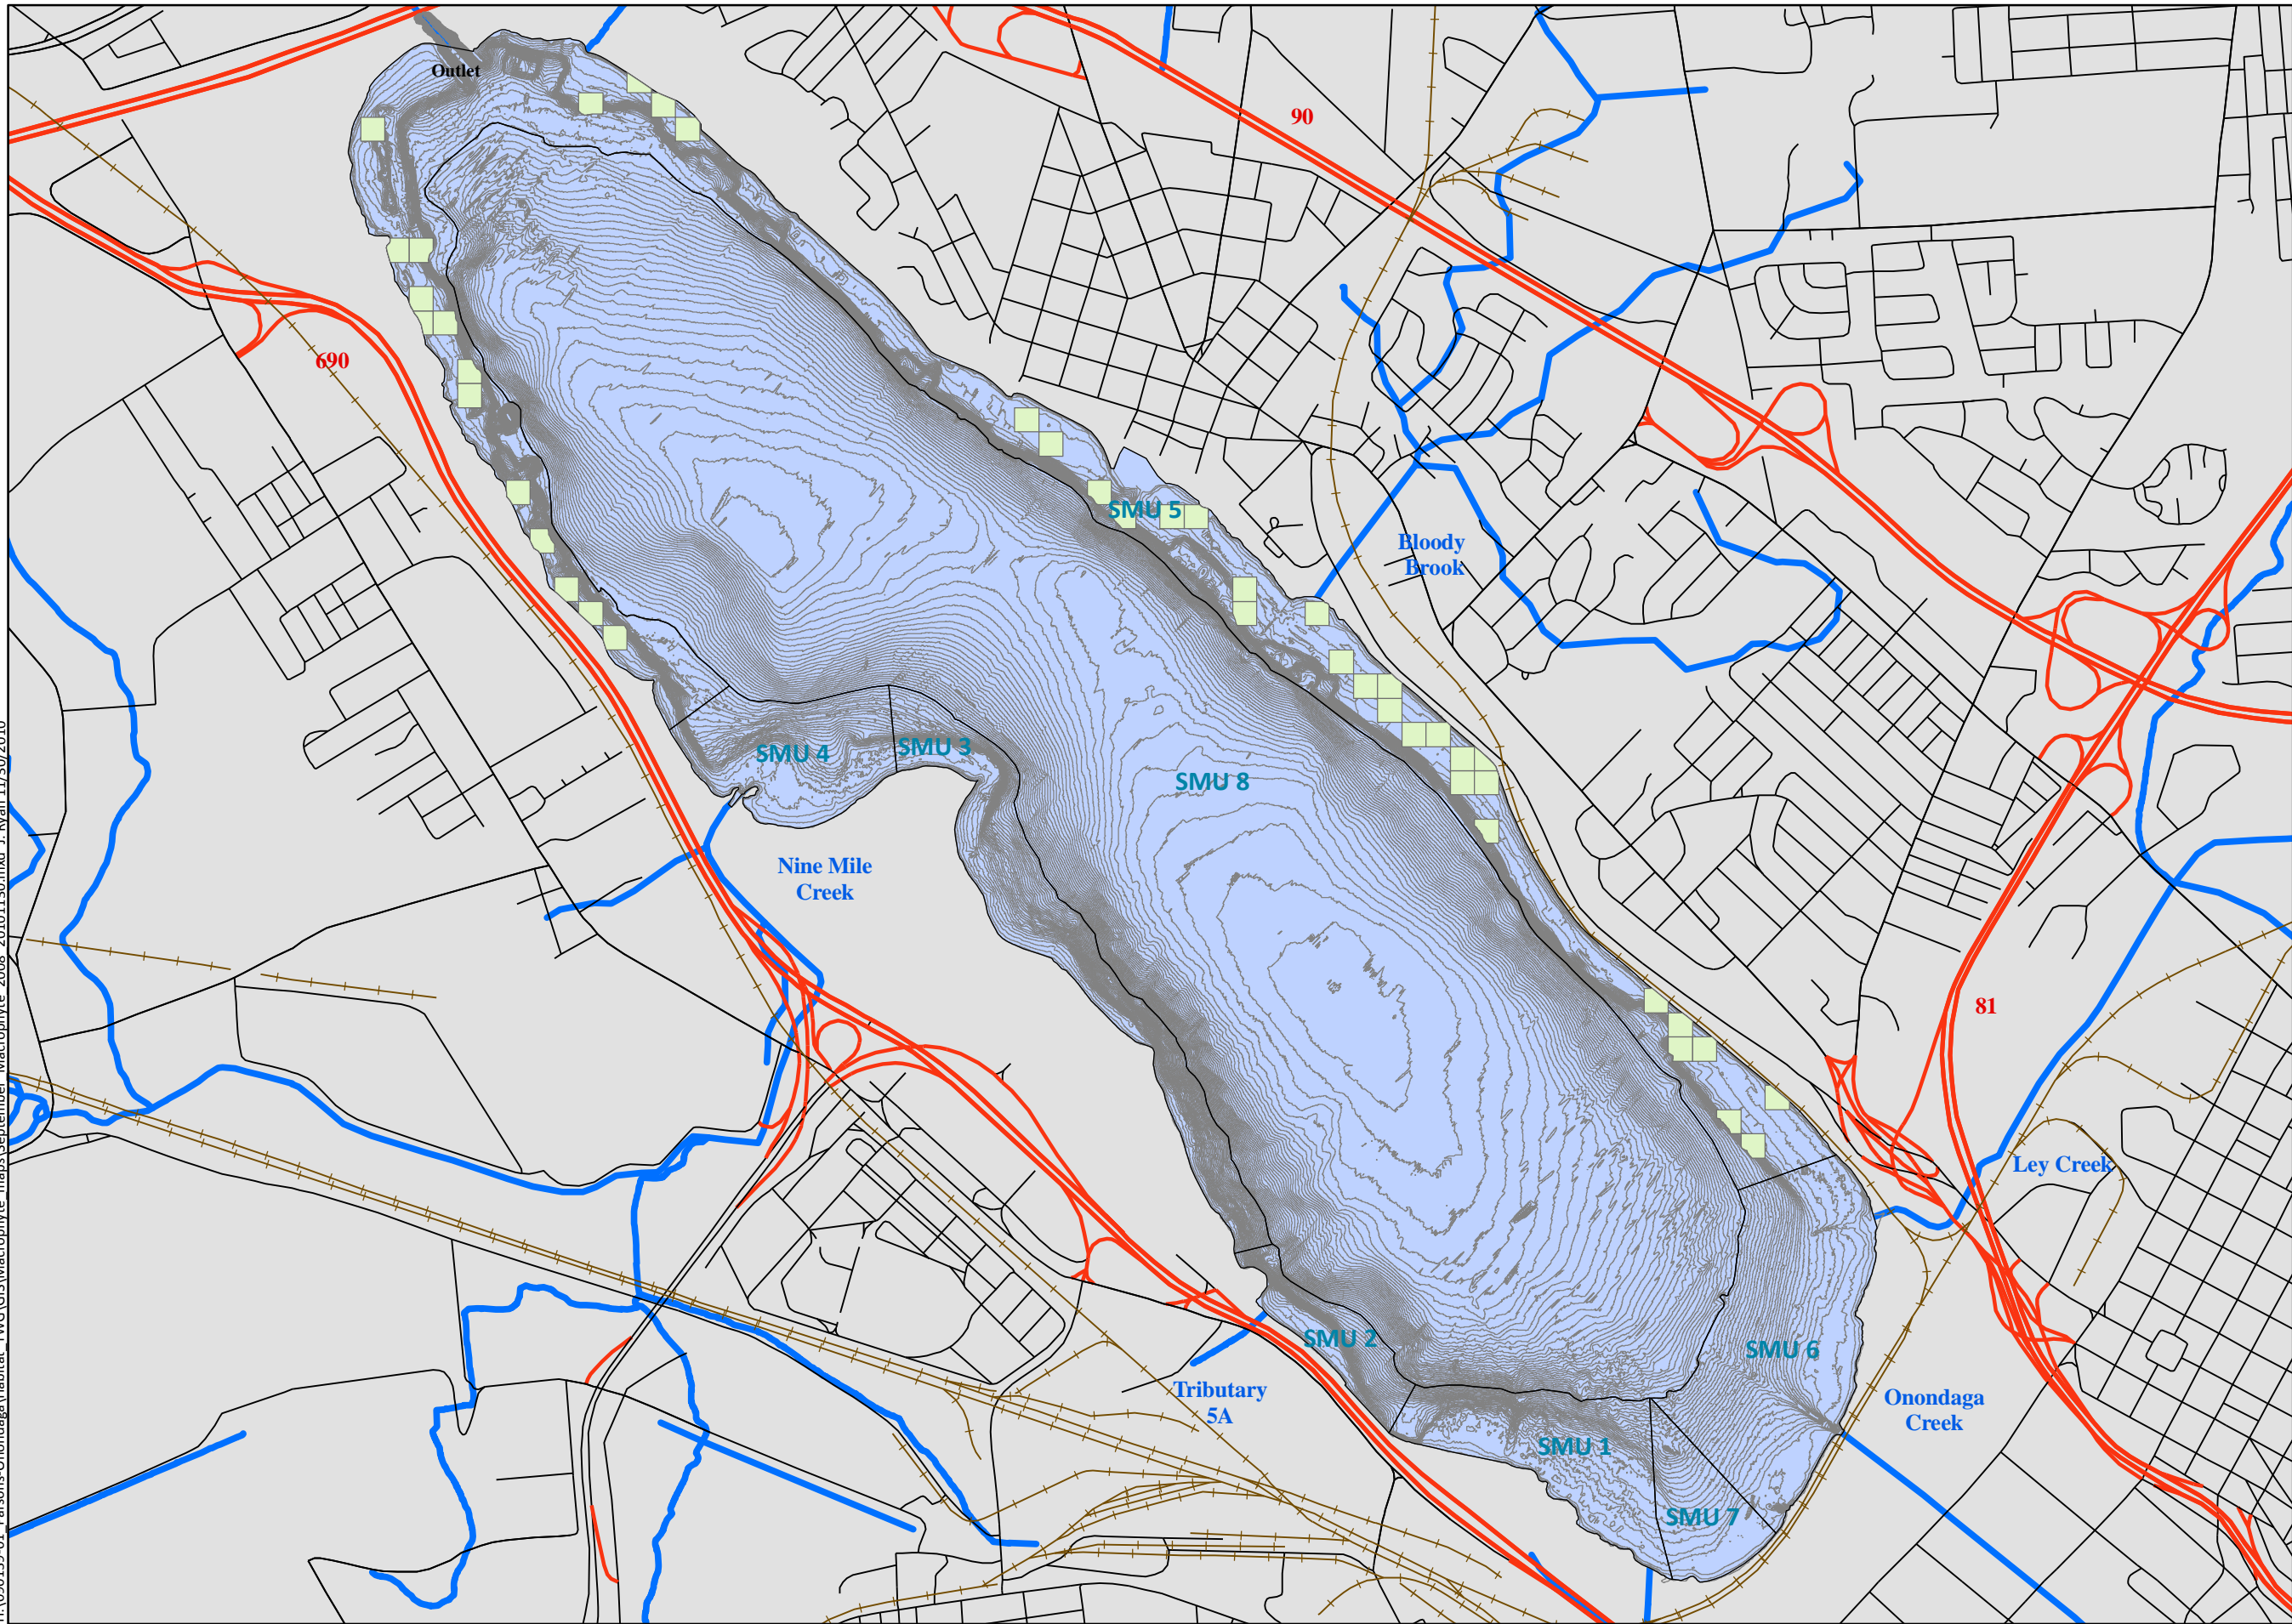 Outlet
90
690
SMU 5
Bloody
Brook
SMU 4
SMU 3
SMU 8
Nine Mile
Creek
81
Ley Creek
SMU 2
SMU 6
Tributary
5A
Onondaga
Creek
SMU 1
SMU 7